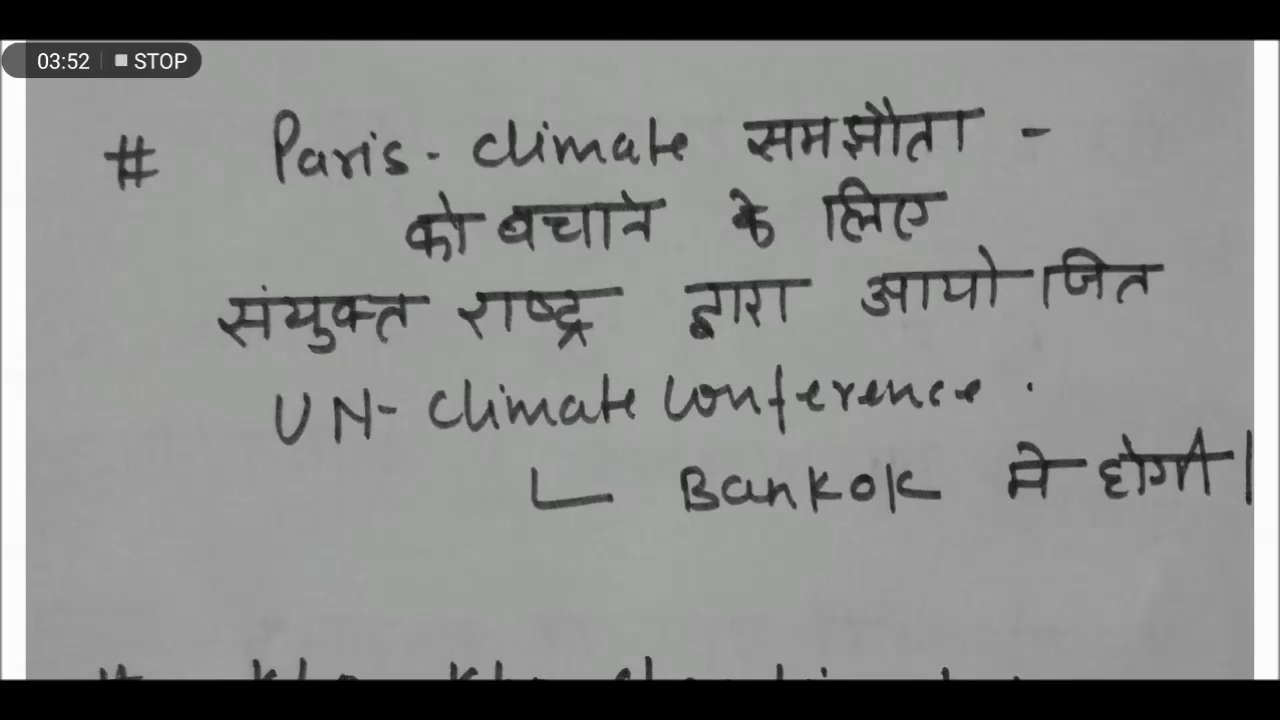 03:52 STOP
# Paris - climate समझौता -
को बचाने के लिए
संयुक्त राष्ट्र द्वारा आयोजित
UN - climate conference .
Bankok मे होगी।